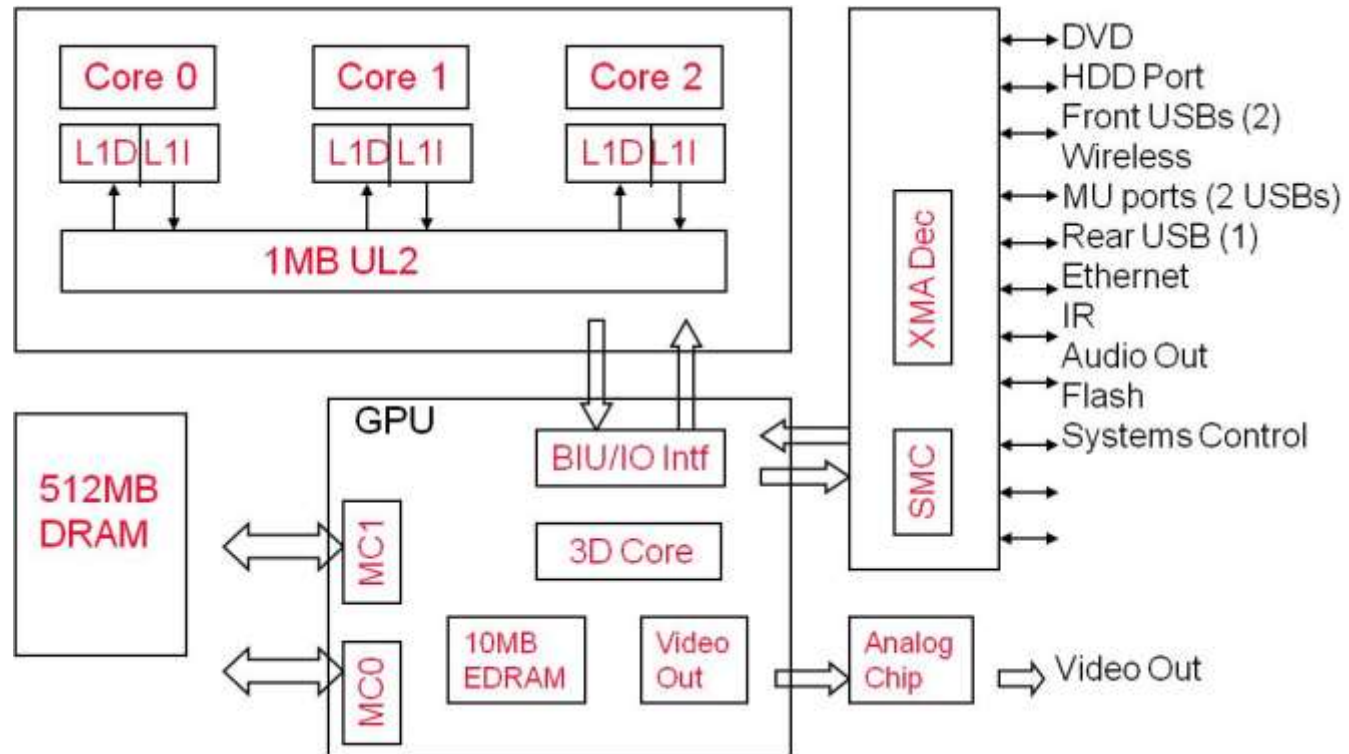 Core 0
Core 1
Core 2
L1D L1I
L1D L1I
L1D L1I
1MB UL2
512MB
DRAM
GPU
BIU/IO Intf
3D Core
MC1
MC0
10MB
EDRAM
Video
Out
XMA Dec
SMC
Analog
Chip
DVD
HDD Port
Front USBs (2)
Wireless
MU ports (2 USBs)
Rear USB (1)
Ethernet
IR
Audio Out
Flash
Systems Control
Video Out